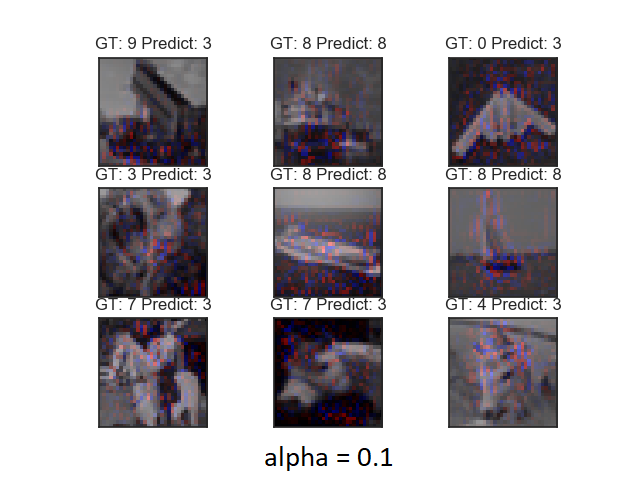 GT: 9 Predict: 3 GT: 8 Predict: 8 GT: 0 Predict: 3
GT: 3 Predict: 3 GT: 8 Predict: 8 GT: 8 Predict: 8
GT: 7 Predict: 3 GT: 7 Predict: 3 GT: 4 Predict: 3
alpha = 0.1